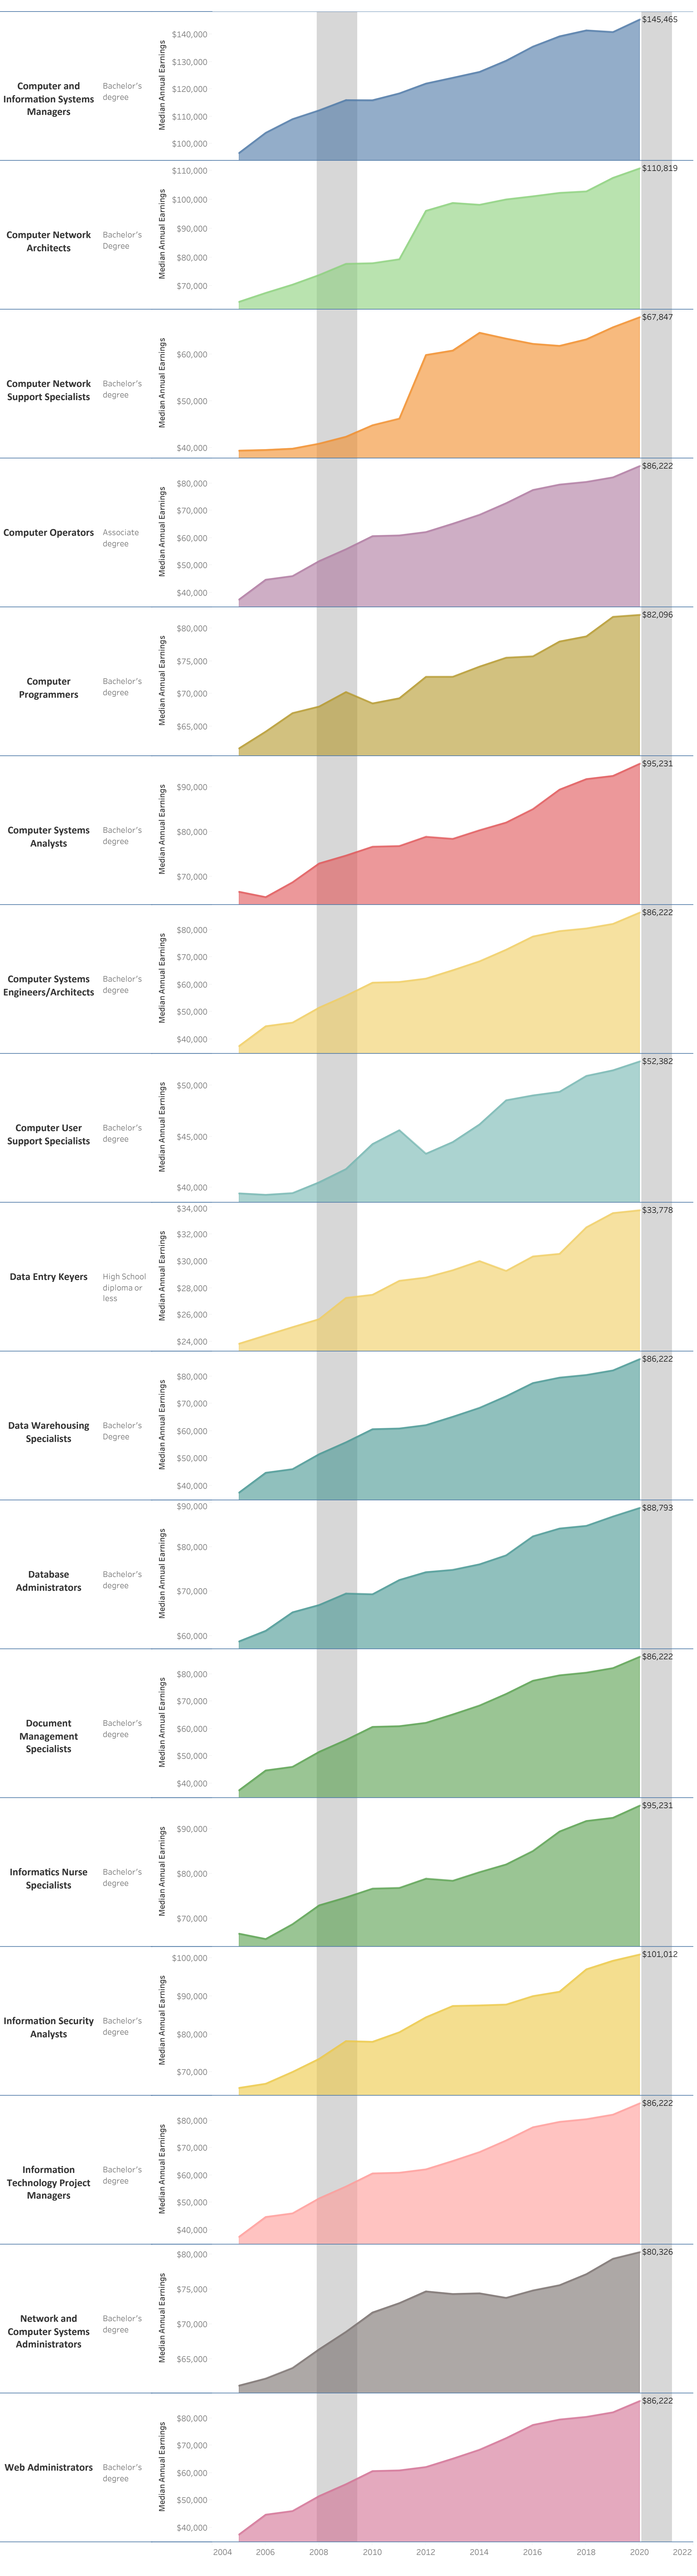 Computer and
Information Systems
Managers
Bachelor's
degree
Median Annual Earnings
$140,000
$130,000
$120,000
$110,000
$100,000
$145,465
Computer Network
Architects
Bachelor's
Degree
Median Annual Earnings
$110,000
$100,000
$90,000
$80,000
$70,000
$110,819
Computer Network
Support Specialists
Bachelor's
degree
Median Annual Earnings
$60,000
$50,000
$40,000
$67,847
Computer Operators
Associate
degree
Median Annual Earnings
$80,000
$70,000
$60,000
$50,000
$40,000
$86,222
Computer
Programmers
Bachelor's
degree
Median Annual Earnings
$80,000
$75,000
$70,000
$65,000
$82,096
Computer Systems
Analysts
Bachelor's
degree
Median Annual Earnings
$90,000
$80,000
$70,000
$95,231
Computer Systems
Engineers/Architects
Bachelor's
degree
Median Annual Earnings
$80,000
$70,000
$60,000
$50,000
$40,000
$86,222
Computer User
Support Specialists
Bachelor's
degree
Median Annual Earnings
$50,000
$45,000
$40,000
$52,382
Data Entry Keyers
High School
diploma or
less
Median Annual Earnings
$34,000
$32,000
$30,000
$28,000
$26,000
$24,000
$33,778
Data Warehousing
Specialists
Bachelor's
Degree
Median Annual Earnings
$80,000
$70,000
$60,000
$50,000
$40,000
$86,222
Database
Administrators
Bachelor's
degree
Median Annual Earnings
$90,000
$80,000
$70,000
$60,000
$88,793
Document
Management
Specialists
Bachelor's
degree
Median Annual Earnings
$80,000
$70,000
$60,000
$50,000
$40,000
$86,222
Informatics Nurse
Specialists
Bachelor's
degree
Median Annual Earnings
$90,000
$80,000
$70,000
$95,231
Information Security
Analysts
Bachelor's
degree
Median Annual Earnings
$100,000
$90,000
$80,000
$70,000
$101,012
Information
Technology Project
Managers
Bachelor's
degree
Median Annual Earnings
$80,000
$70,000
$60,000
$50,000
$40,000
$86,222
Network and
Computer Systems
Administrators
Bachelor's
degree
Median Annual Earnings
$80,000
$75,000
$70,000
$65,000
$80,326
Web Administrators
Bachelor's
degree
Median Annual Earnings
$80,000
$70,000
$60,000
$50,000
$40,000
$86,222
2004 2006 2008 2010 2012 2014 2016 2018 2020 2022